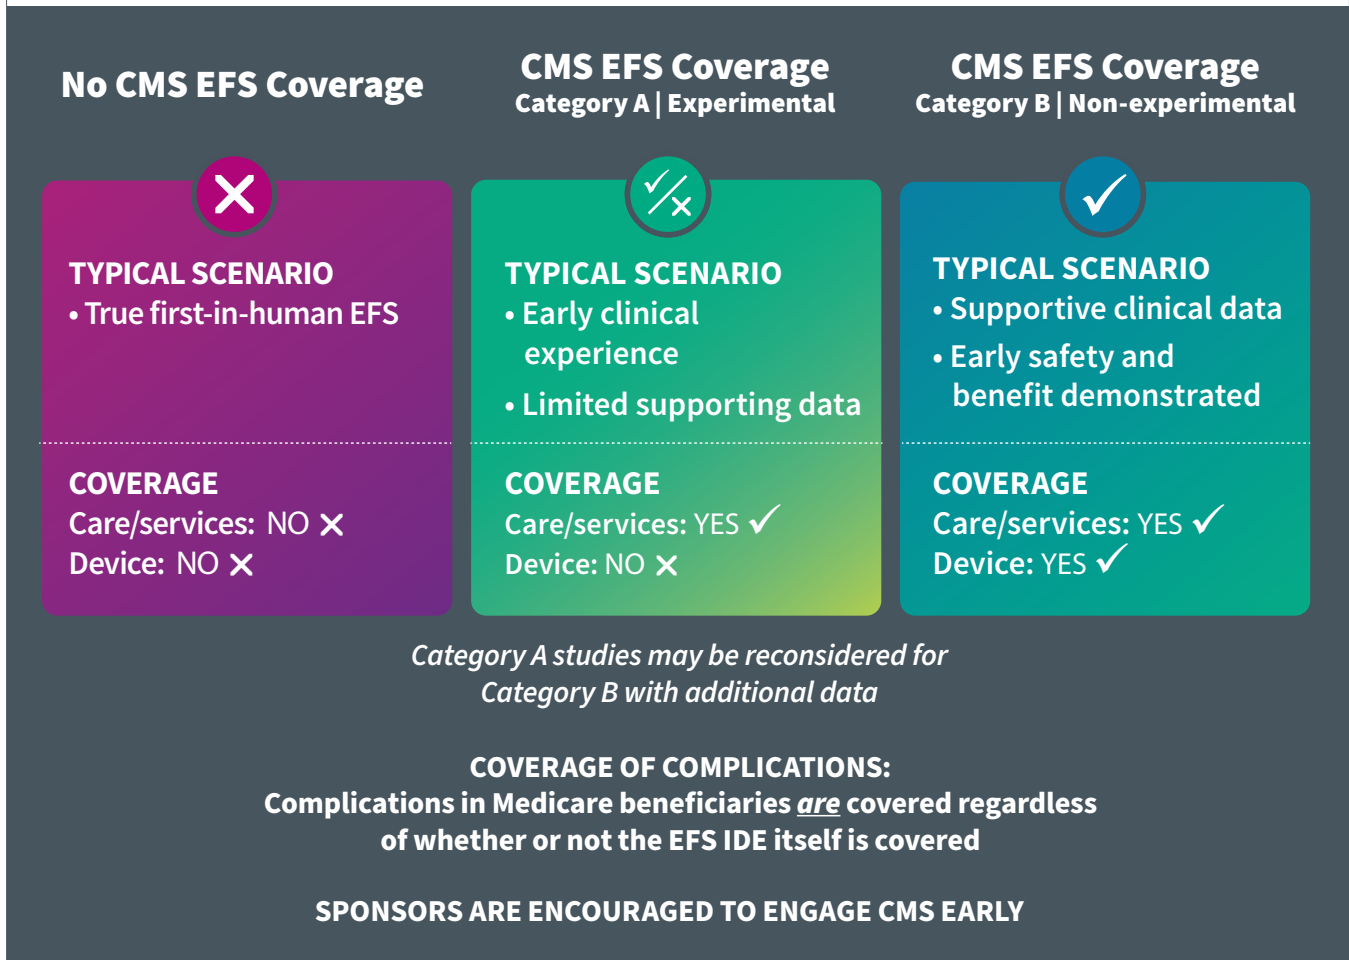 No CMS EFS Coverage
CMS EFS Coverage
Category A | Experimental
CMS EFS Coverage
Category B | Non-experimental
TYPICAL SCENARIO
• True first-in-human EFS
COVERAGE
Care/services: NO ✕
Device: NO ✕
TYPICAL SCENARIO
• Early clinical
experience
• Limited supporting data
COVERAGE
Care/services: YES ✓
Device: NO ✕
TYPICAL SCENARIO
• Supportive clinical data
• Early safety and
benefit demonstrated
COVERAGE
Care/services: YES ✓
Device: YES ✓
Category A studies may be reconsidered for
Category B with additional data
COVERAGE OF COMPLICATIONS:
Complications in Medicare beneficiaries are covered regardless
of whether or not the EFS IDE itself is covered
SPONSORS ARE ENCOURAGED TO ENGAGE CMS EARLY